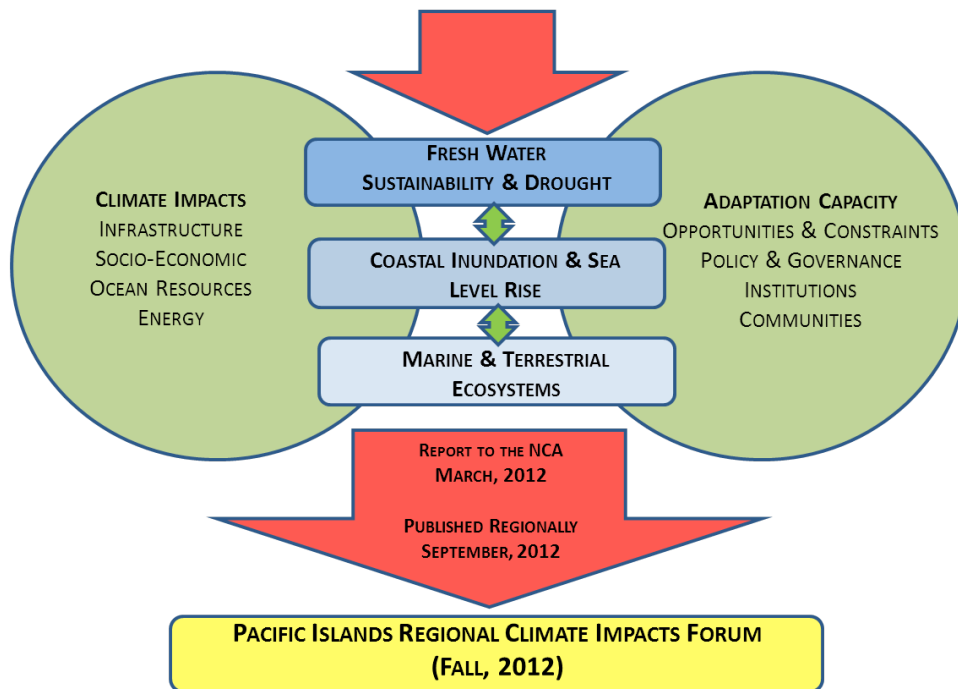 Fresh Water
Sustainability & Drought
Climate Impacts
Infrastructure
Socio-Economic
Ocean Resources
Energy
Coastal Inundation & Sea
Level Rise
Marine & Terrestrial
Ecosystems
Adaptation Capacity
Opportunities & Constraints
Policy & Governance
Institutions
Communities
Report to the NCA
March, 2012
Published Regionally
September, 2012
Pacific Islands Regional Climate Impacts Forum
(Fall, 2012)